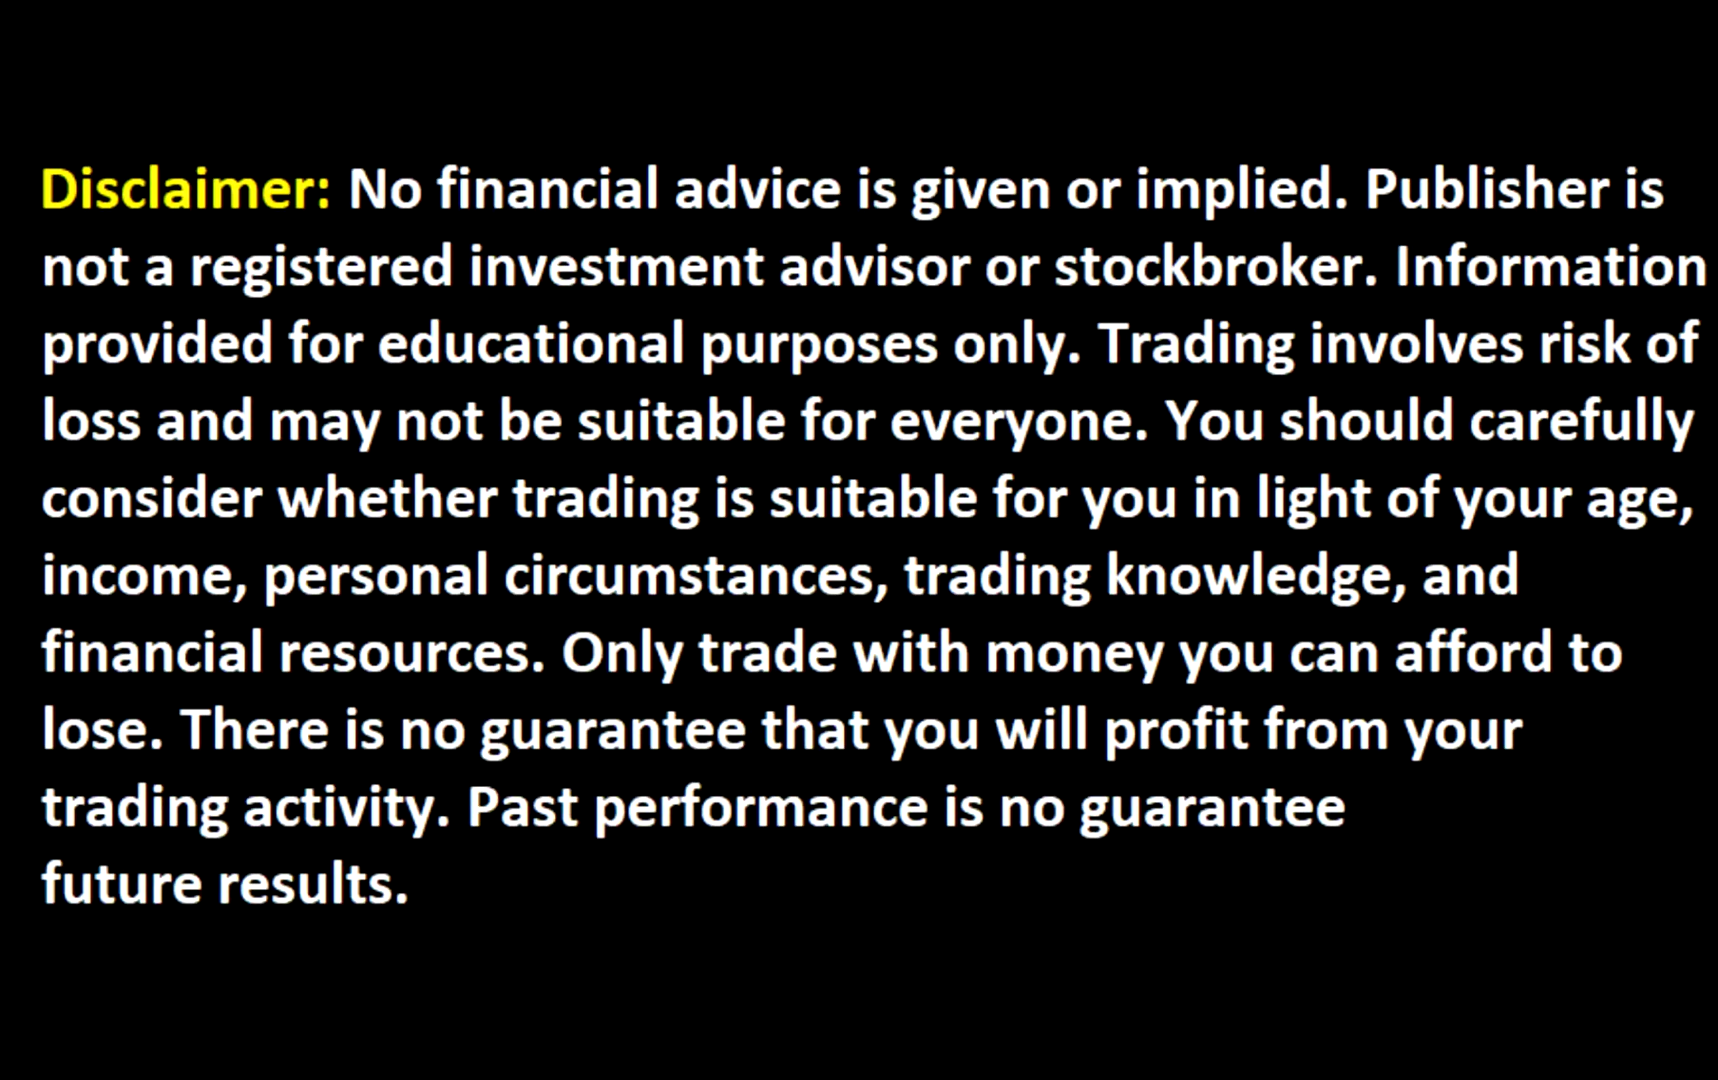 Disclaimer: No financial advice is given or implied. Publisher is
not a registered investment advisor or stockbroker. Information
provided for educational purposes only. Trading involves risk of
loss and may not be suitable for everyone. You should carefully
consider whether trading is suitable for you in light of your age,
income, personal circumstances, trading knowledge, and
financial resources. Only trade with money you can afford to
lose. There is no guarantee that you will profit from your
trading activity. Past performance is no guarantee
future results.